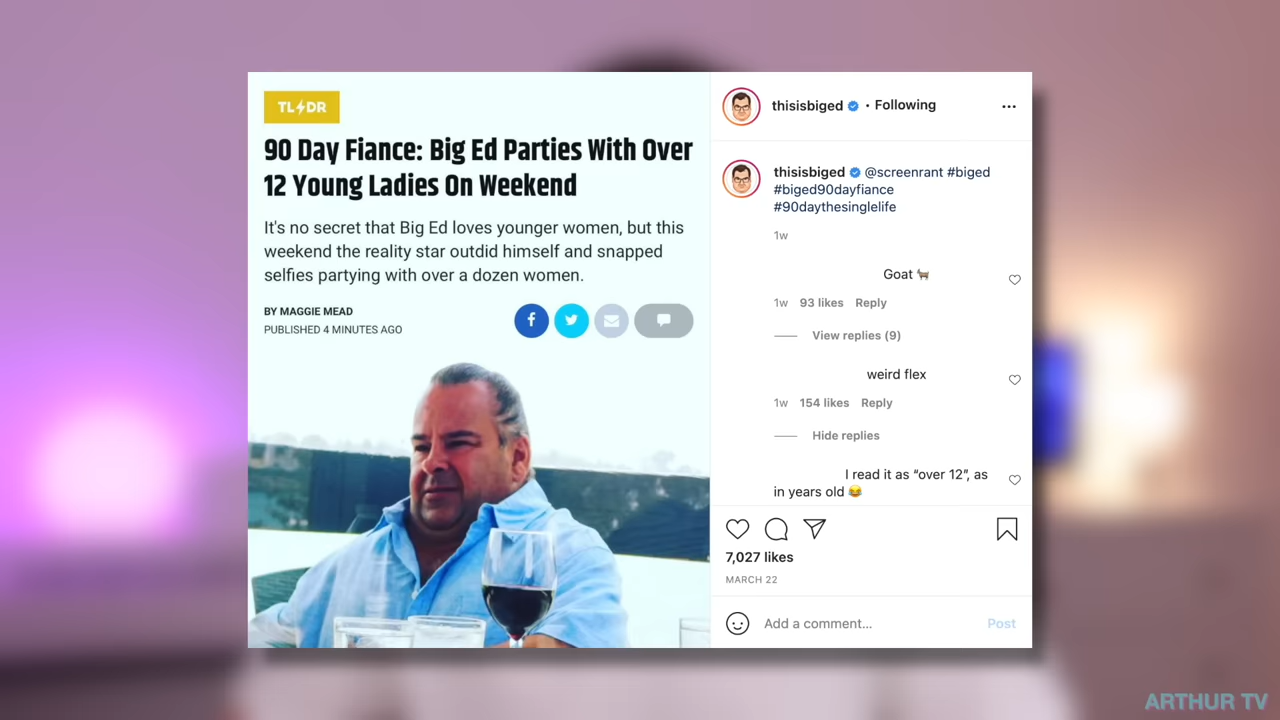 TL DR
90 Day Fiance: Big Ed Parties With Over
12 Young Ladies On Weekend
It's no secret that Big Ed loves younger women, but this
weekend the reality star outdid himself and snapped
selfies partying with over a dozen women.
BY MAGGIE MEAD
PUBLISHED 4 MINUTES AGO
thisisbiged • Following
thisisbiged @screenrant #biged
#biged90dayfiance
#90daythesinglelife
1w
Goat
1w 93 likes Reply
View replies (9)
weird flex
1w 154 likes Reply
Hide replies
I read it as “over 12”, as
in years old
7,027 likes
MARCH 22
Add a comment... Post
ARTHUR TV